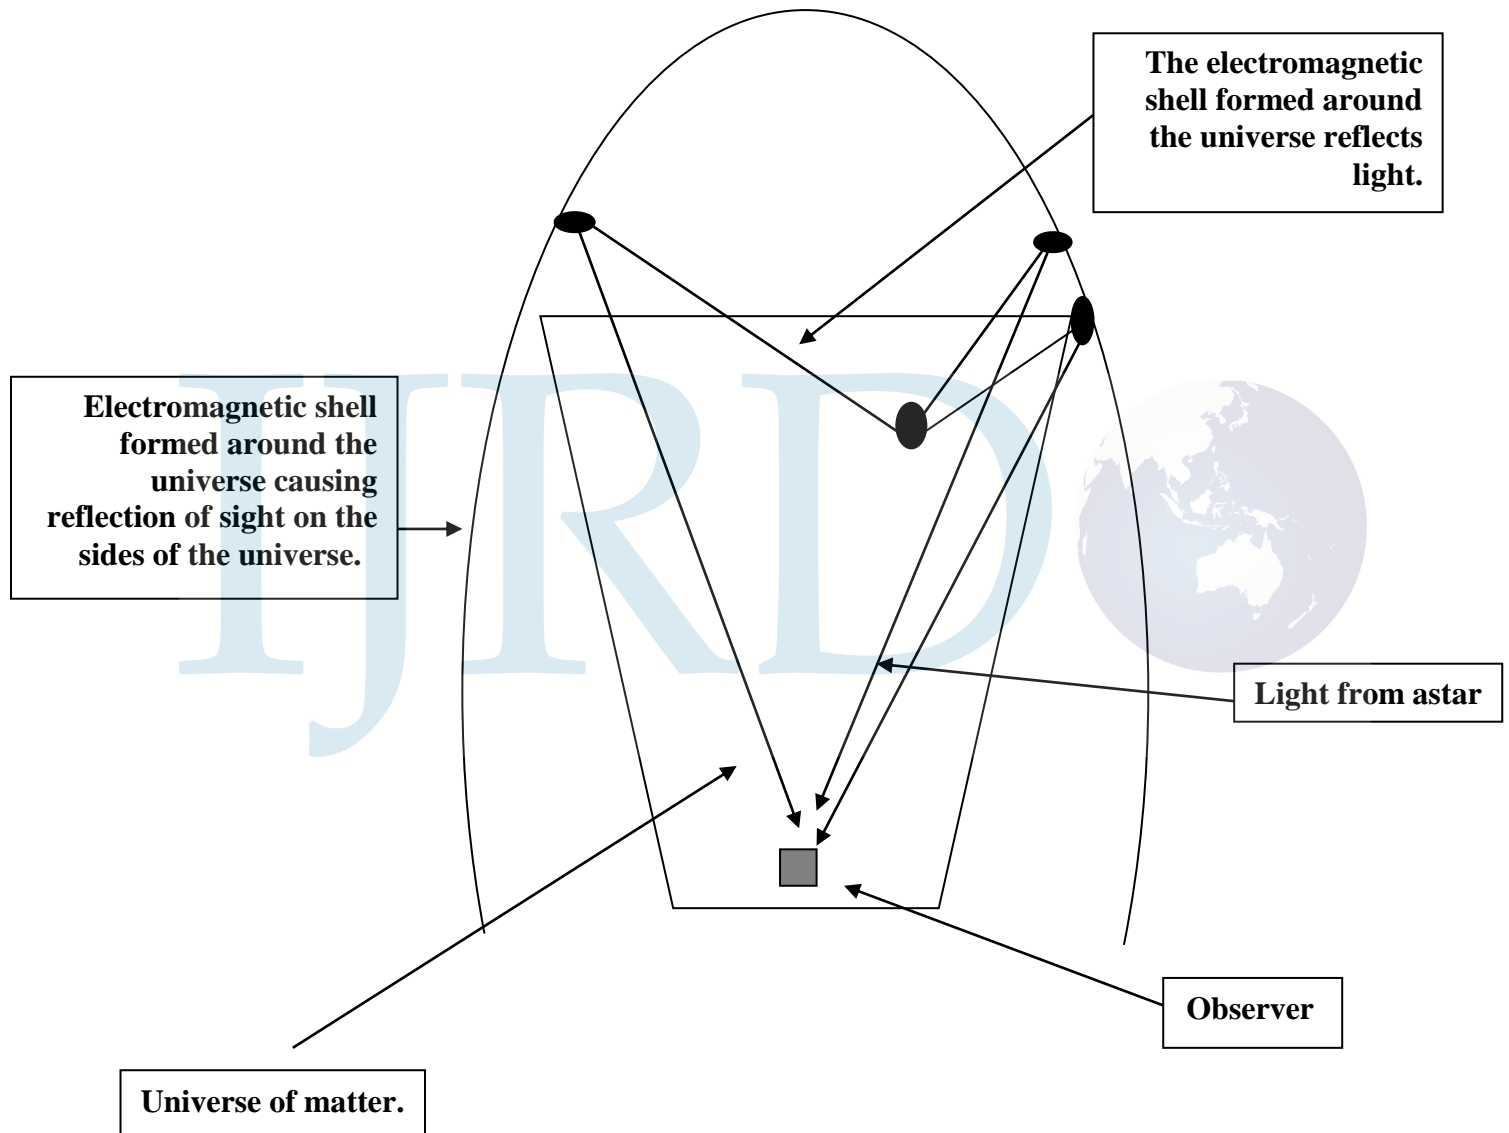 The electromagnetic
shell formed around
the universe reflects
light.
Electromagnetic shell
formed around the
universe causing
reflection of sight on the
sides of the universe.
IJRD
Light from astar
Observer
Universe of matter.